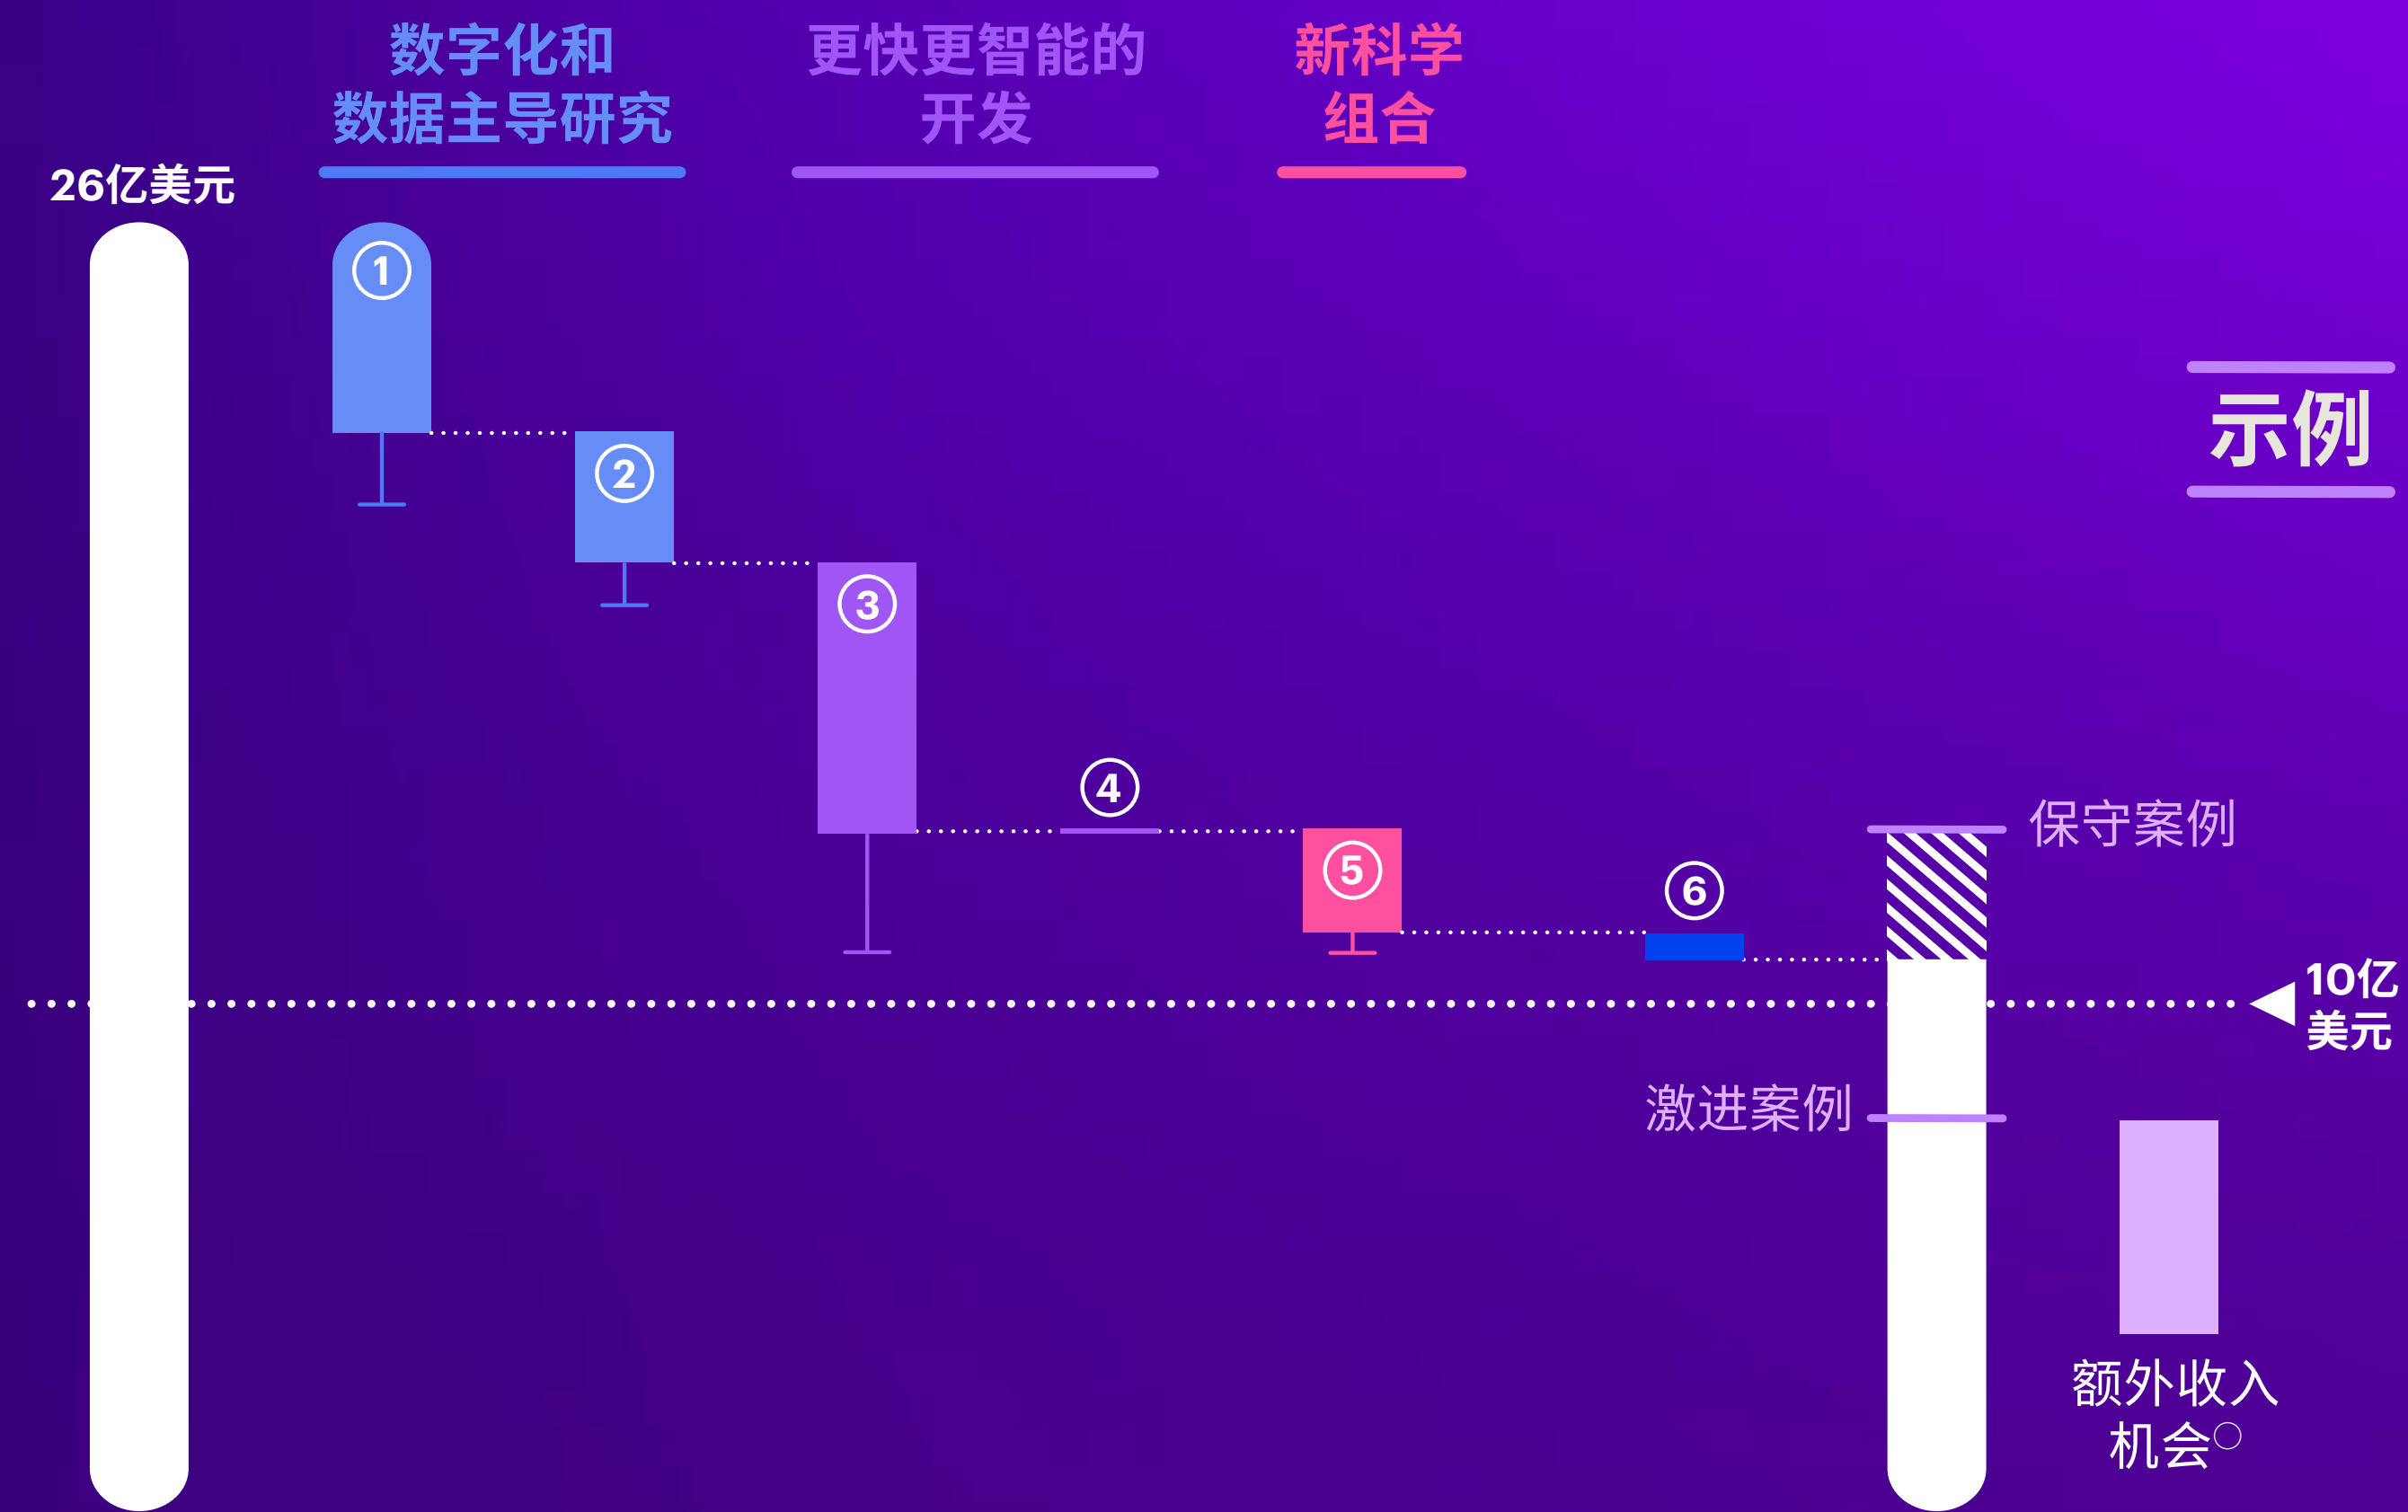 数字化和
数据主导研究
更快更智能的
开发
新科学
组合
26亿美元
1
示例
2
3
4
保守案例
5
6
10亿
美元
激进案例
额外收入
机会